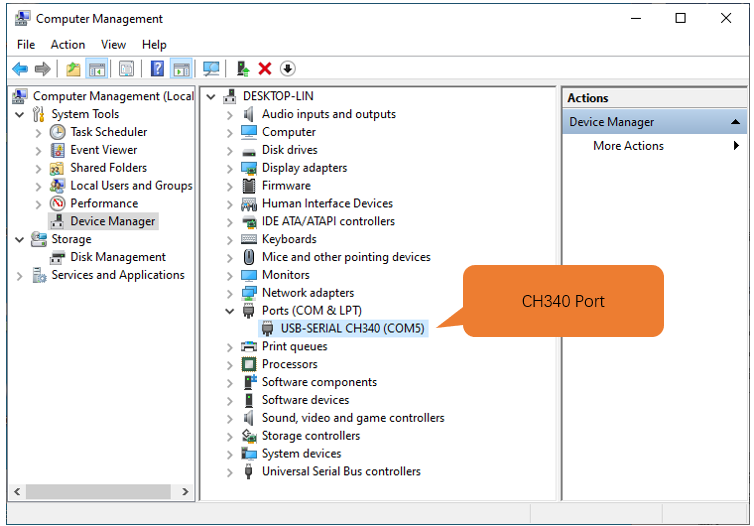 Computer Management
File Action View Help
Computer Management (Local
System Tools
Task Scheduler
Event Viewer
Shared Folders
Local Users and Groups
Performance
Device Manager
Storage
Disk Management
Services and Applications
DESKTOP-LIN
Audio inputs and outputs
Computer
Disk drives
Display adapters
Firmware
Human Interface Devices
IDE ATA/ATAPI controllers
Keyboards
Mice and other pointing devices
Monitors
Network adapters
Ports (COM & LPT)
USB-SERIAL CH340 (COM5)
Print queues
Processors
Software components
Software devices
Sound, video and game controllers
Storage controllers
System devices
Universal Serial Bus controllers
CH340 Port
Actions
Device Manager
More Actions